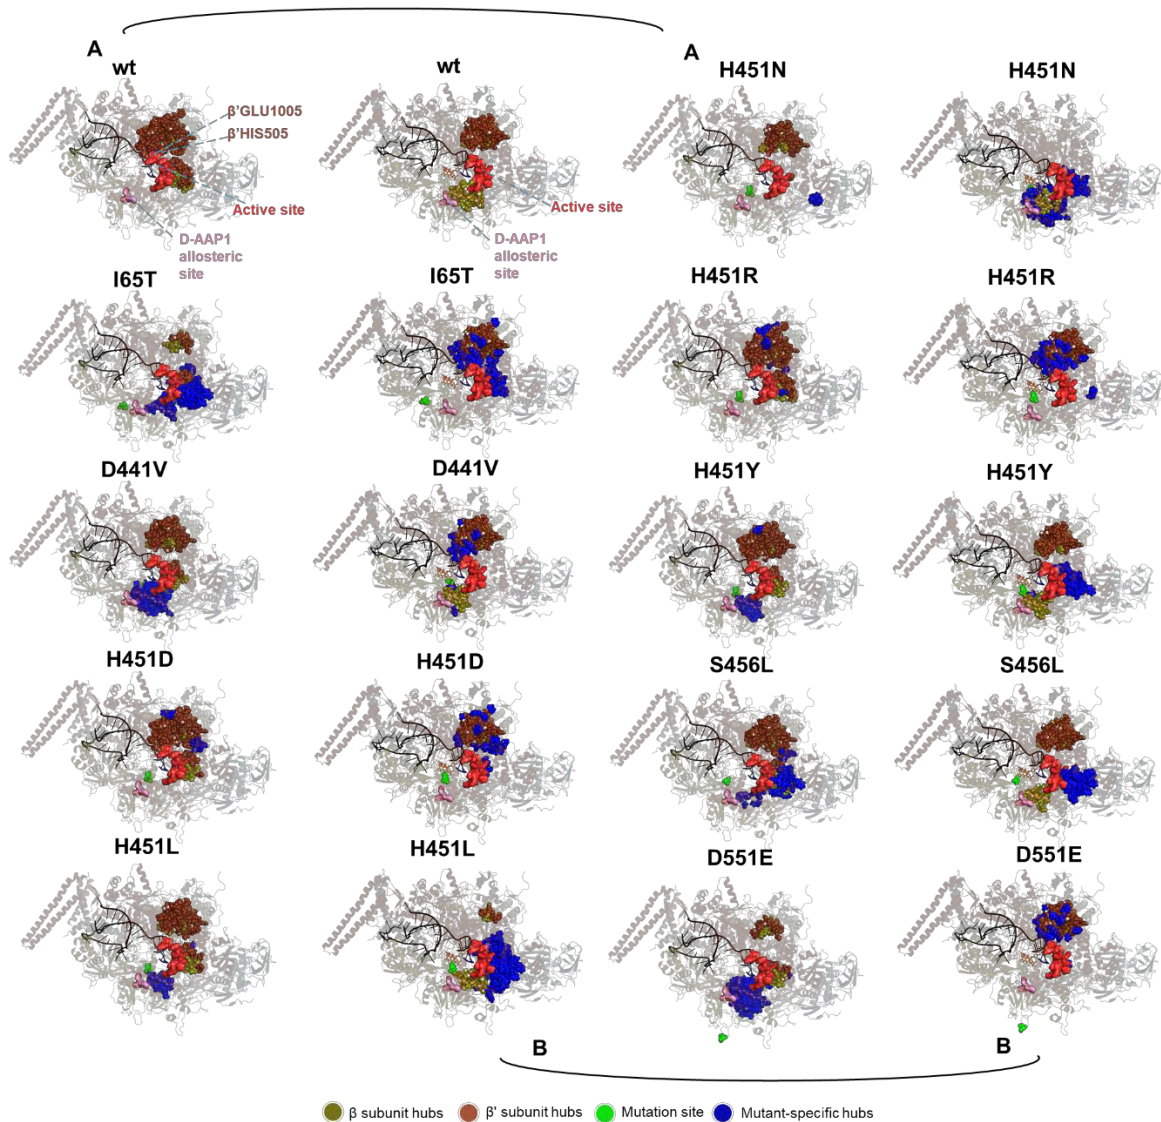 A
A
wt
wt
H451N
H451N
β'GLU1005
β'HIS505
Active site
Active site
D-AAP1
allosteric
site
D-AAP1
allosteric
site
I65T
I65T
H451R
H451R
D441V
D441V
H451Y
H451Y
H451D
H451D
S456L
S456L
H451L
H451L
D551E
D551E
B
B
β subunit hubs
β' subunit hubs
Mutation site
Mutant-specific hubs